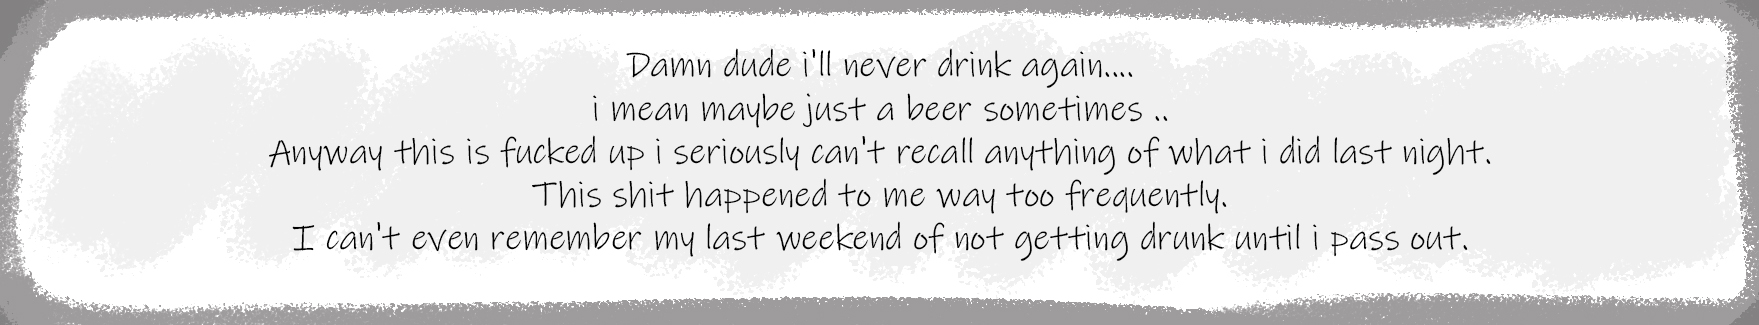 Damn dude i'll never drink again....
i mean maybe just a beer sometimes ..
Anyway this is fucked up i seriously can't recall anything of what i did last night.
This shit happened to me way too frequently.
I can't even remember my last weekend of not getting drunk until i pass out.